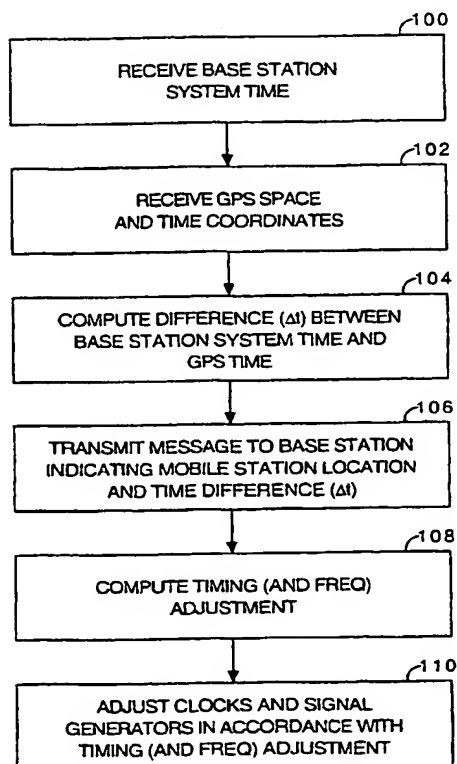 100
RECEIVE BASE STATION
SYSTEM TIME
102
RECEIVE GPS SPACE
AND TIME COORDINATES
104
COMPUTE DIFFERENCE (Δt) BETWEEN
BASE STATION SYSTEM TIME AND
GPS TIME
106
TRANSMIT MESSAGE TO BASE STATION
INDICATING MOBILE STATION LOCATION
AND TIME DIFFERENCE (Δt)
108
COMPUTE TIMING (AND FREQ)
ADJUSTMENT
110
ADJUST CLOCKS AND SIGNAL
GENERATORS IN ACCORDANCE WITH
TIMING (AND FREQ) ADJUSTMENT